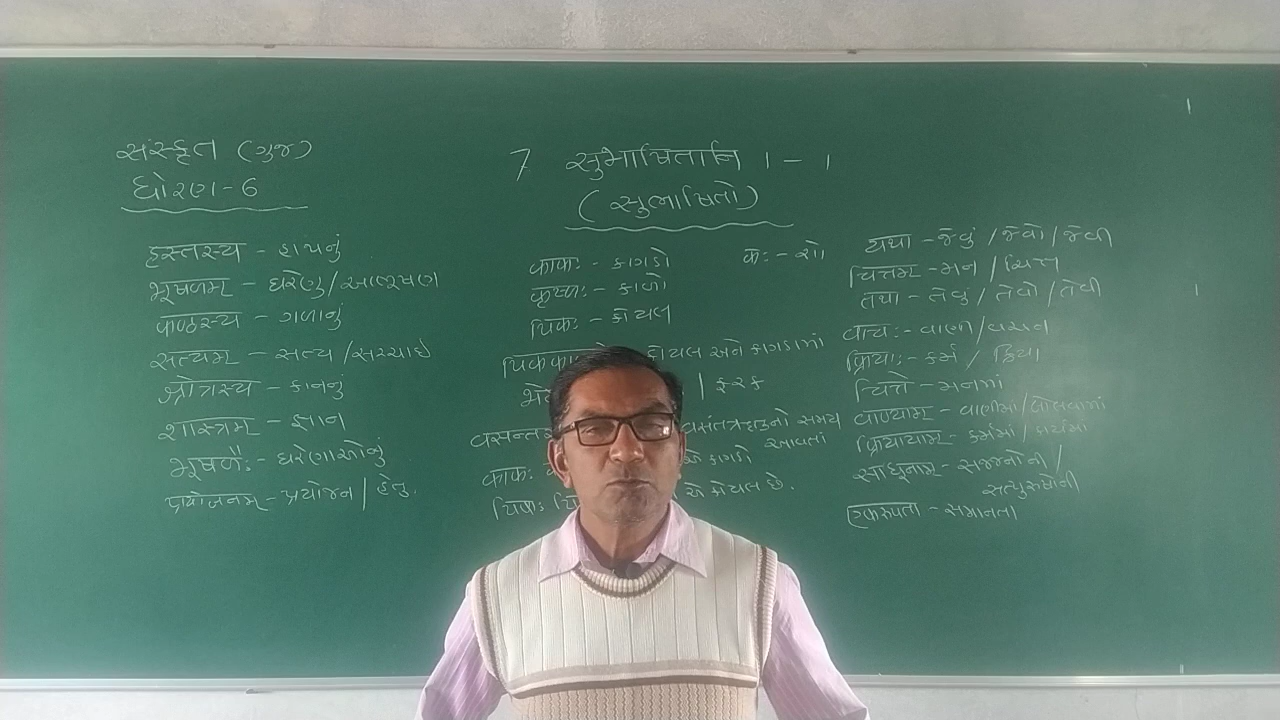 સંસ્કૃત (ગુજ)
ધોરણ-6
7 सुभाषितानि ।-।
(સુભાષિતો)
हस्तस्य - હાથનું
भूषणम् - ઘરેણુ/આભૂષણ
कण्ठस्य - ગળાનું
सत्यम् - સત્ય/સચ્ચાઈ
श्रोत्रस्य - કાનનું
शास्त्रम् - જ્ઞાન
भूषणैः - ઘરેણાઓનું
प्रयोजनम् - પ્રયોજન/હેતુ.
काकः - કાગડો कः - શો
कृष्णः - કાળો
पिकः - કોયલ
કોયલ અને કાગડામાં
| ફરક
વસંતઋતુનો સમય
આવતાં
काकः એ કાગડો
पिकः એ કોયલ છે.
यथा - જેવું/જેવો/જેવી
चित्तम् - મન/ચિત્ત
तथा - તેવું/તેવો/તેવી
वाचः - વાણી/વચન
क्रियाः - કર્મ/ક્રિયા
चित्ते - મનમાં
वाण्याम् - વાણીમાં/બોલવામાં
क्रियायाम् - કર્મમાં/કાર્યમાં
साधूनाम् - સજ્જનોની/
સત્પુરુષોની
एकरूपता - સમાનતા